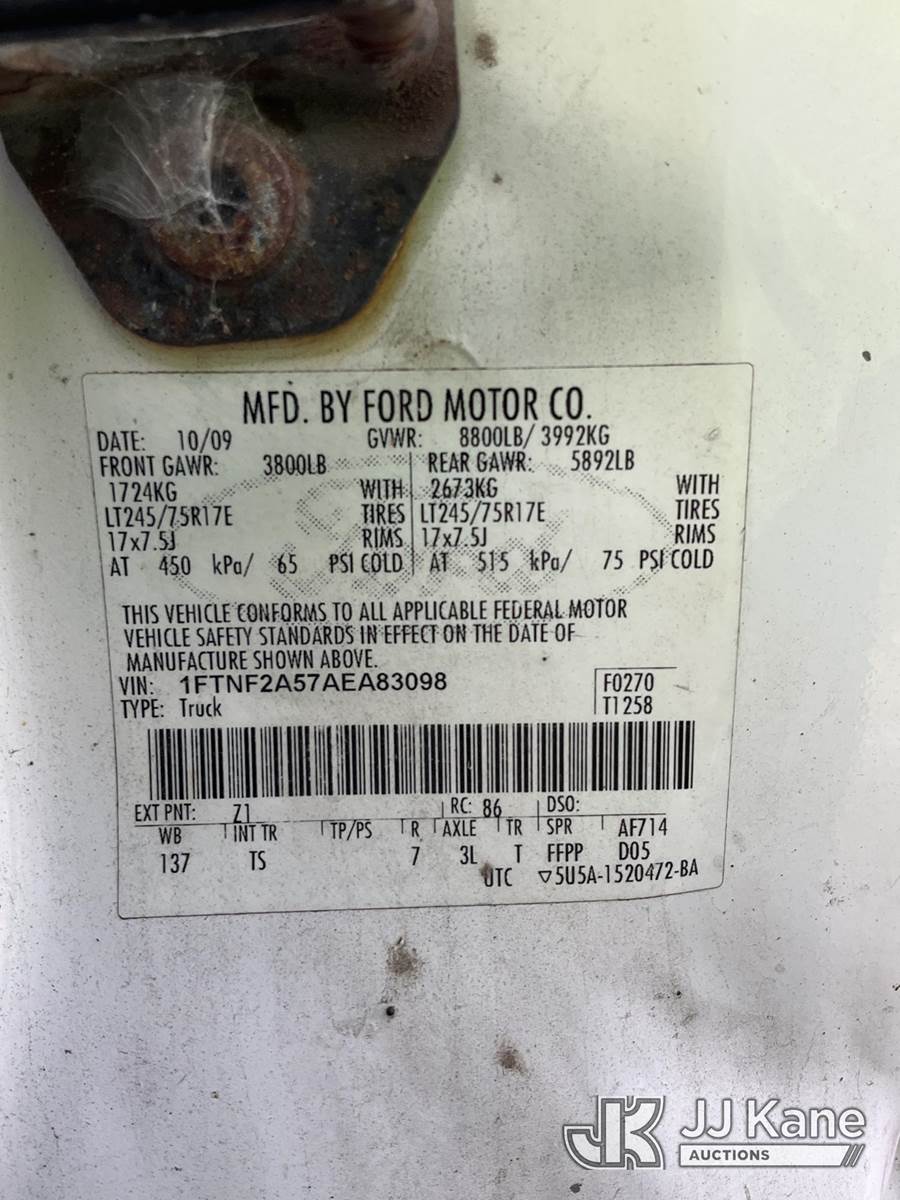 MFD. BY FORD MOTOR CO.
DATE: 10/09 GVWR: 8800LB/ 3992KG
FRONT GAWR: 3800LB REAR GAWR: 5892LB
1724KG WITH 2673KG WITH
LT245/75R17E TIRES LT245/75R17E TIRES
17x7.5J RIMS 17x7.5J RIMS
AT 450 kPa/ 65 PSI COLD AT 515 kPa/ 75 PSI COLD
THIS VEHICLE CONFORMS TO ALL APPLICABLE FEDERAL MOTOR
VEHICLE SAFETY STANDARDS IN EFFECT ON THE DATE OF
MANUFACTURE SHOWN ABOVE.
VIN: 1FTNF2A57AEA83098 F0270
TYPE: Truck T1258
EXT PNT: Z1 RC: 86 DSO:
WB INT TR TP/PS R AXLE TR SPR AF714
137 TS 7 3L T FFPP D05
UTC ▽5U5A-1520472-BA
JK JJ Kane
AUCTIONS